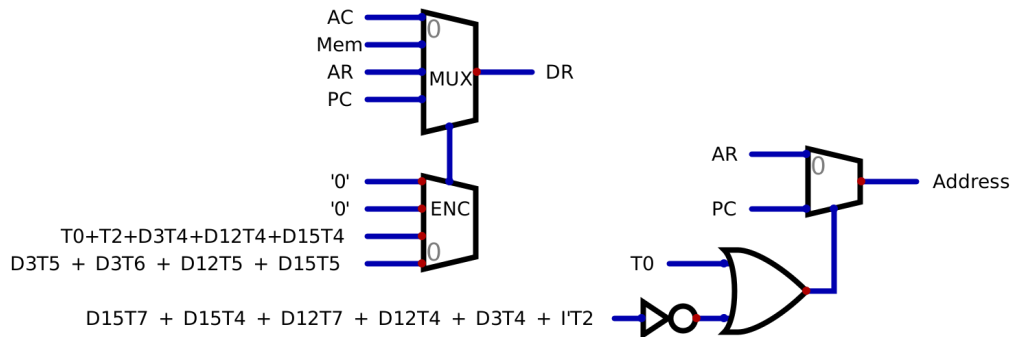 AC
0
Mem
AR
MUX
DR
PC
'0'
'0'
ENC
T0+T2+D3T4+D12T4+D15T4
0
D3T5 + D3T6 + D12T5 + D15T5
AR
0
Address
PC
T0
D15T7 + D15T4 + D12T7 + D12T4 + D3T4 + I'T2